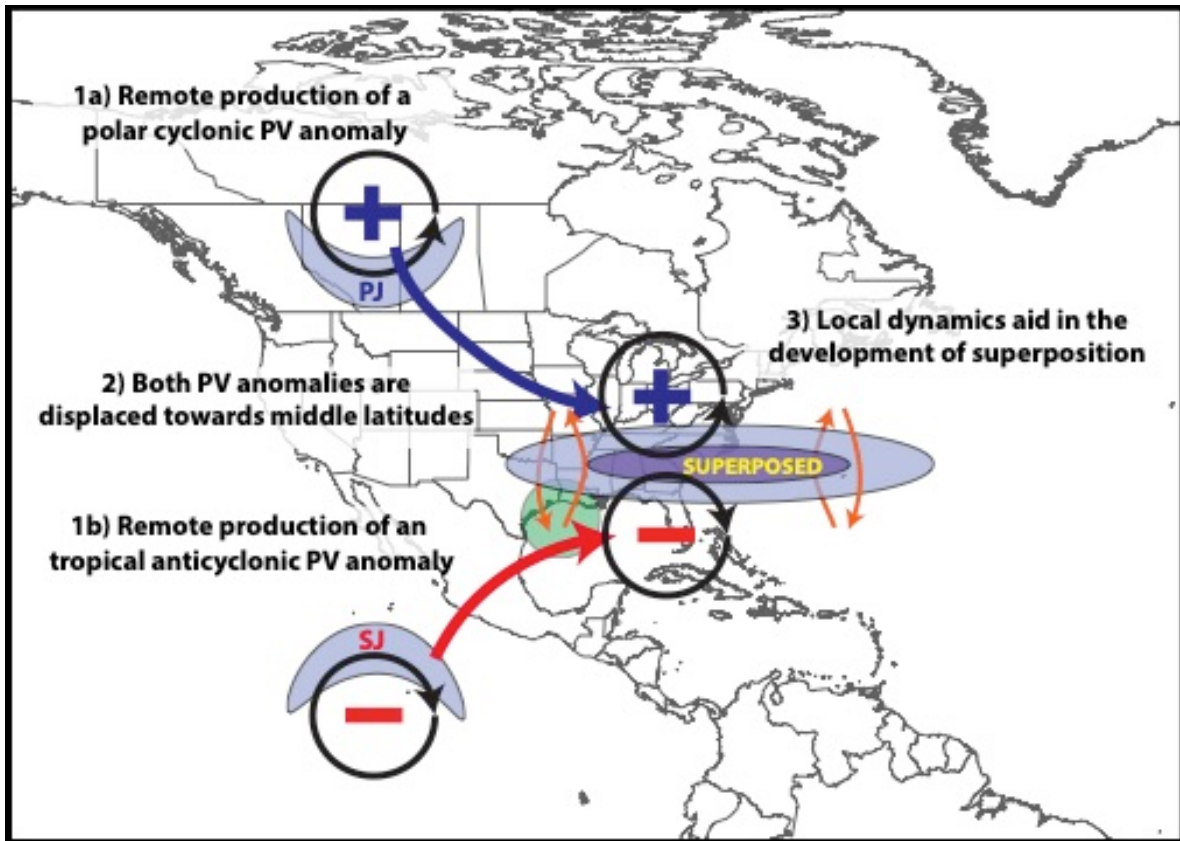 1a) Remote production of a
polar cyclonic PV anomaly
+
PJ
3) Local dynamics aid in the
development of superposition
2) Both PV anomalies are
displaced towards middle latitudes
+
SUPERPOSED
1b) Remote production of an
tropical anticyclonic PV anomaly
−
SJ
−